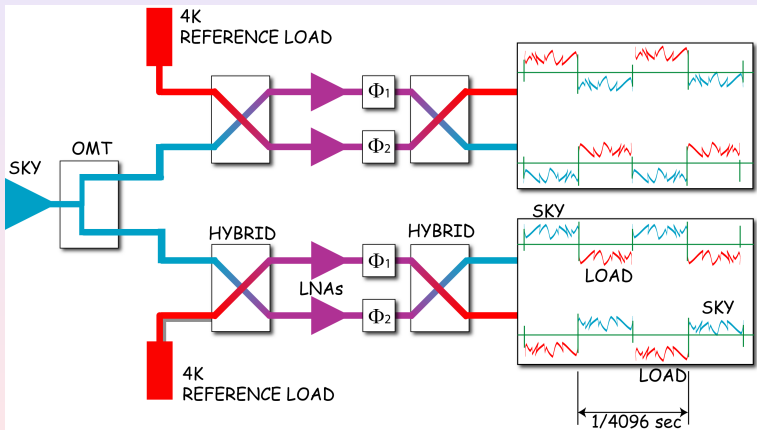 4K
REFERENCE LOAD
Φ1
OMT
Φ2
SKY
SKY
HYBRID
HYBRID
Φ1
LOAD
LNAs
SKY
Φ2
4K
REFERENCE LOAD
LOAD
1/4096 sec